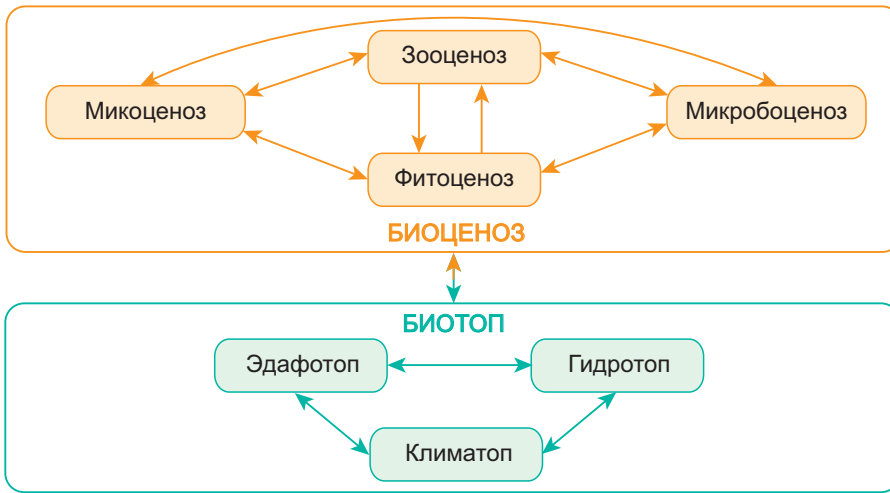 Зооценоз
Микоценоз
Микробоценоз
Фитоценоз
БИОЦЕНОЗ
БИОТОП
Эдафотоп
Гидротоп
Климатоп